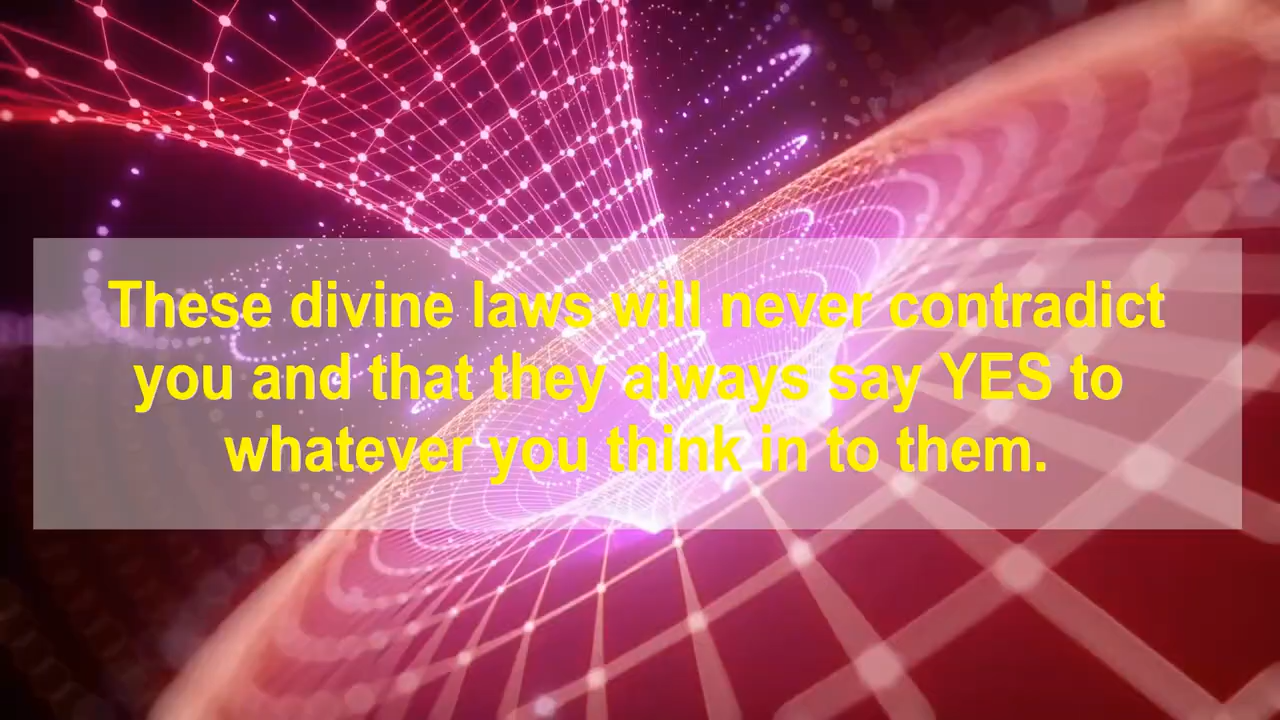 These divine laws will never contradict
you and that they always say YES to
whatever you think in to them.